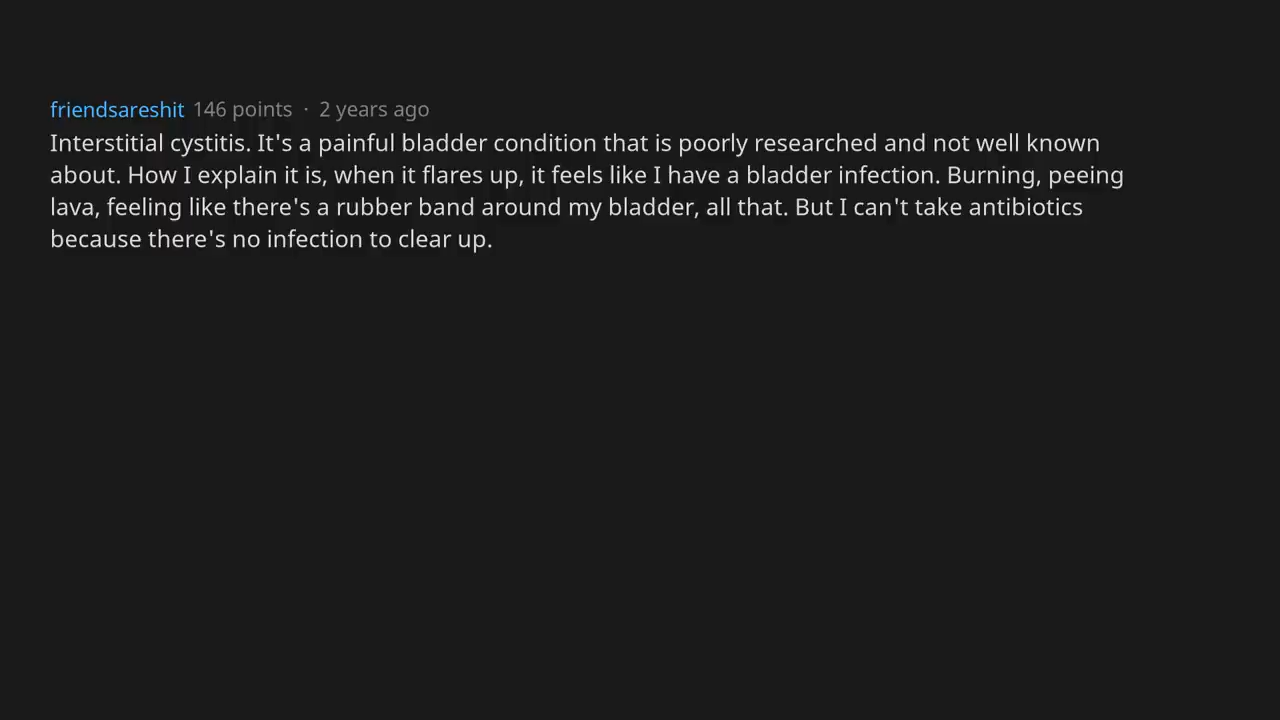 friendsareshit 146 points · 2 years ago
Interstitial cystitis. It's a painful bladder condition that is poorly researched and not well known
about. How I explain it is, when it flares up, it feels like I have a bladder infection. Burning, peeing
lava, feeling like there's a rubber band around my bladder, all that. But I can't take antibiotics
because there's no infection to clear up.